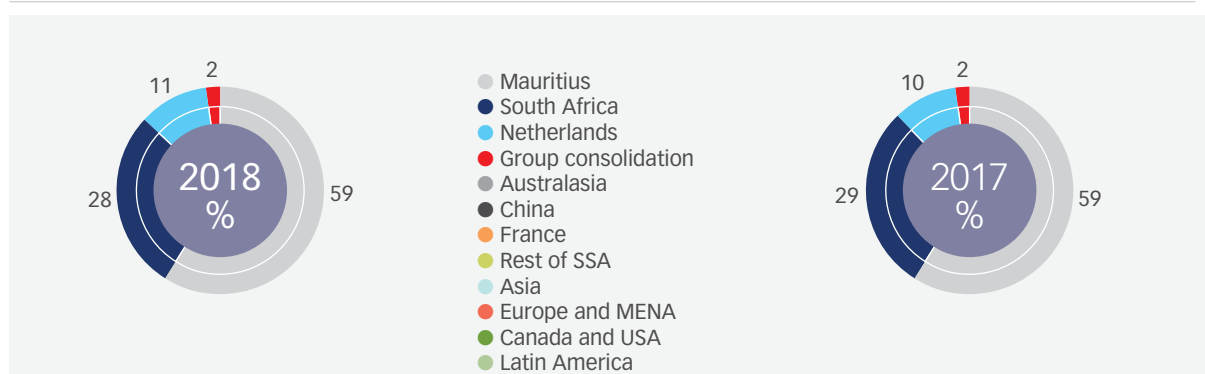 2
11
28
59
2018
%
Mauritius
South Africa
Netherlands
Group consolidation
Australasia
China
France
Rest of SSA
Asia
Europe and MENA
Canada and USA
Latin America
2
10
29
59
2017
%